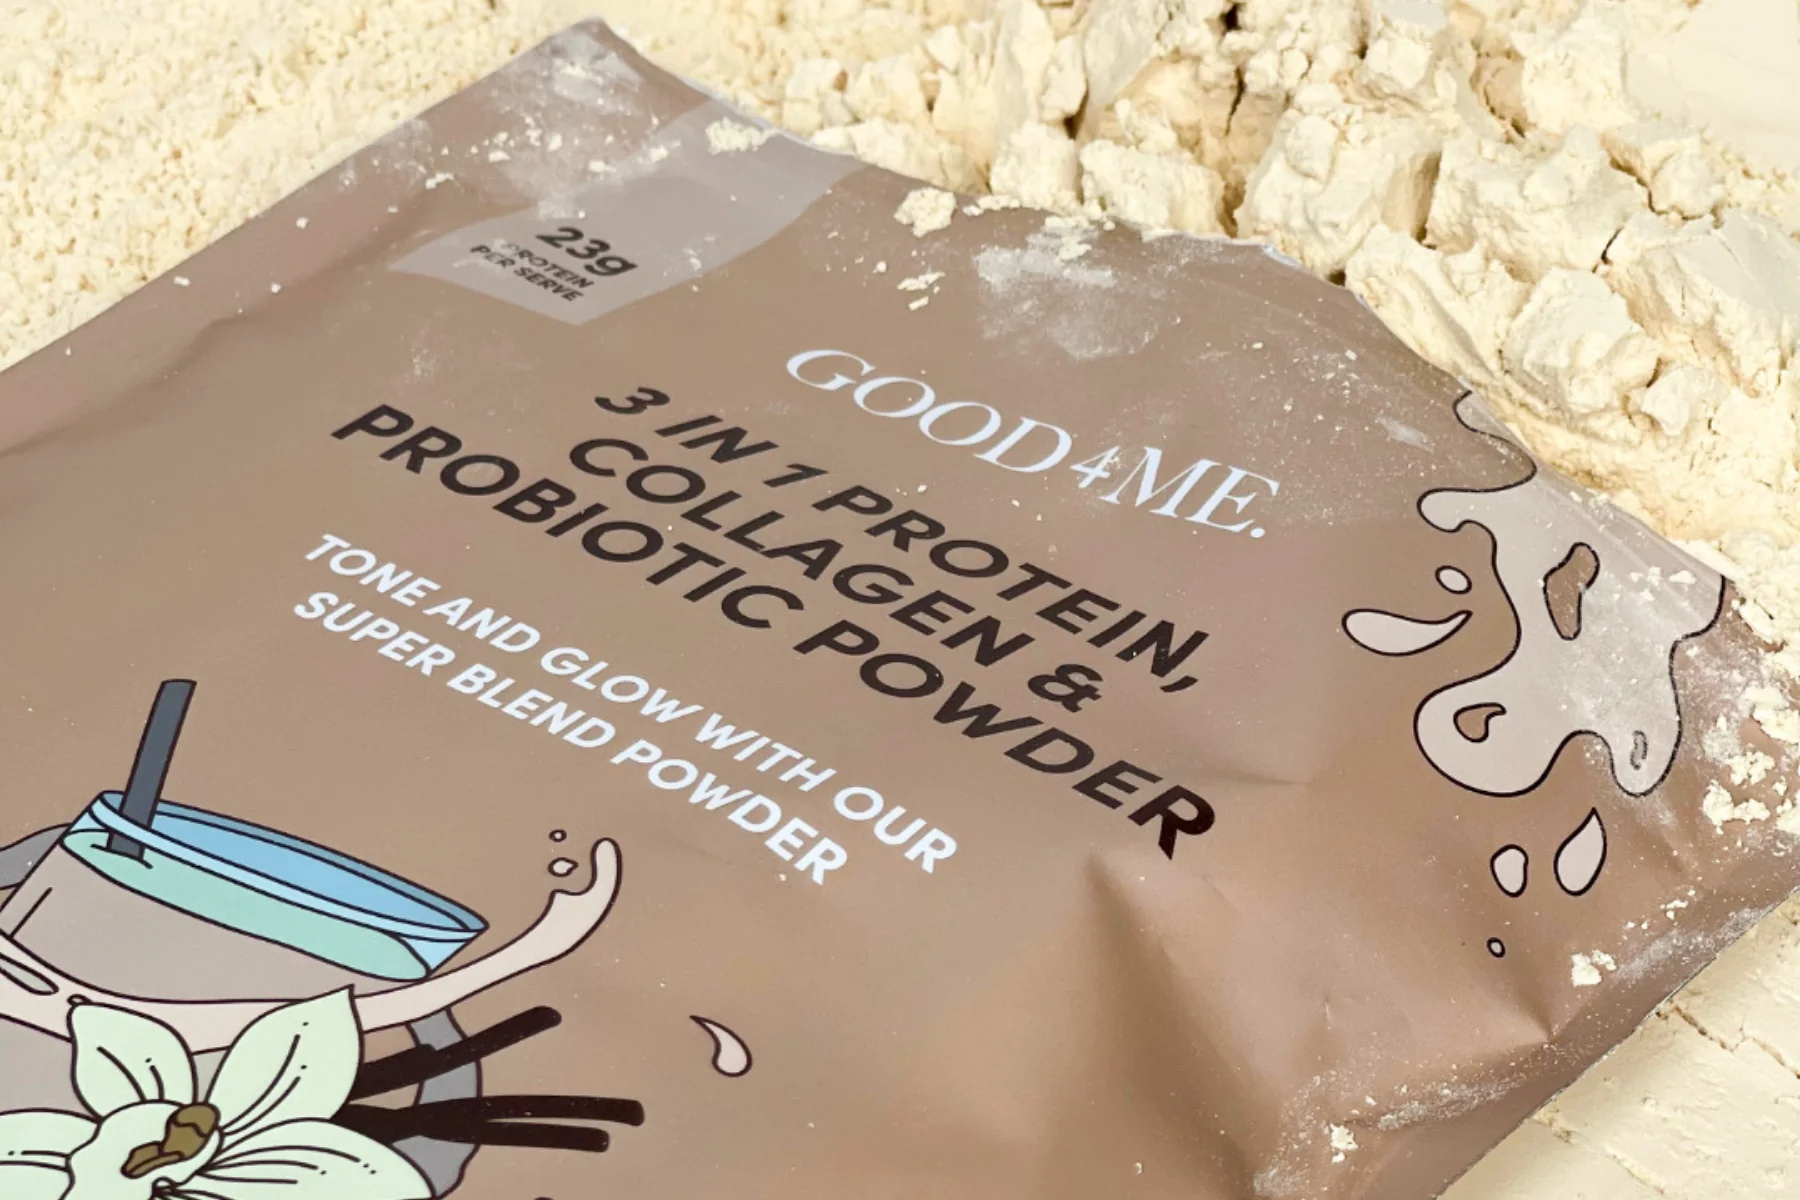 23g
PROTEIN
PER SERVE
GOOD4ME.
3 IN 1 PROTEIN,
COLLAGEN &
PROBIOTIC POWDER
TONE AND GLOW WITH OUR
SUPER BLEND POWDER